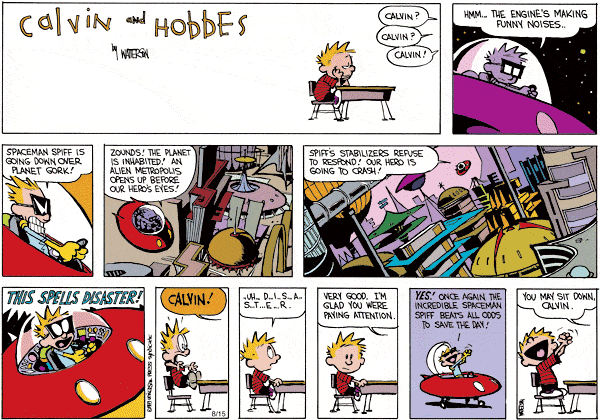 CALVIN and HOBBES
by WATTERSON
CALVIN?
CALVIN?
CALVIN!
HMM... THE ENGINE'S MAKING
FUNNY NOISES..
SPACEMAN SPIFF IS
GOING DOWN OVER
PLANET GORK!
ZOUNDS! THE PLANET
IS INHABITED! AN
ALIEN METROPOLIS
OPENS UP BEFORE
OUR HERO'S EYES!
SPIFF'S STABILIZERS REFUSE
TO RESPOND! OUR HERO IS
GOING TO CRASH!
THIS SPELLS DISASTER!
CALVIN!
8/15
..UH... D...I...S...A..
S...T...E...R.
VERY GOOD. I'M
GLAD YOU WERE
PAYING ATTENTION.
YES! ONCE AGAIN THE
INCREDIBLE SPACEMAN
SPIFF BEATS ALL ODDS
TO SAVE THE DAY!
YOU MAY SIT DOWN,
CALVIN.